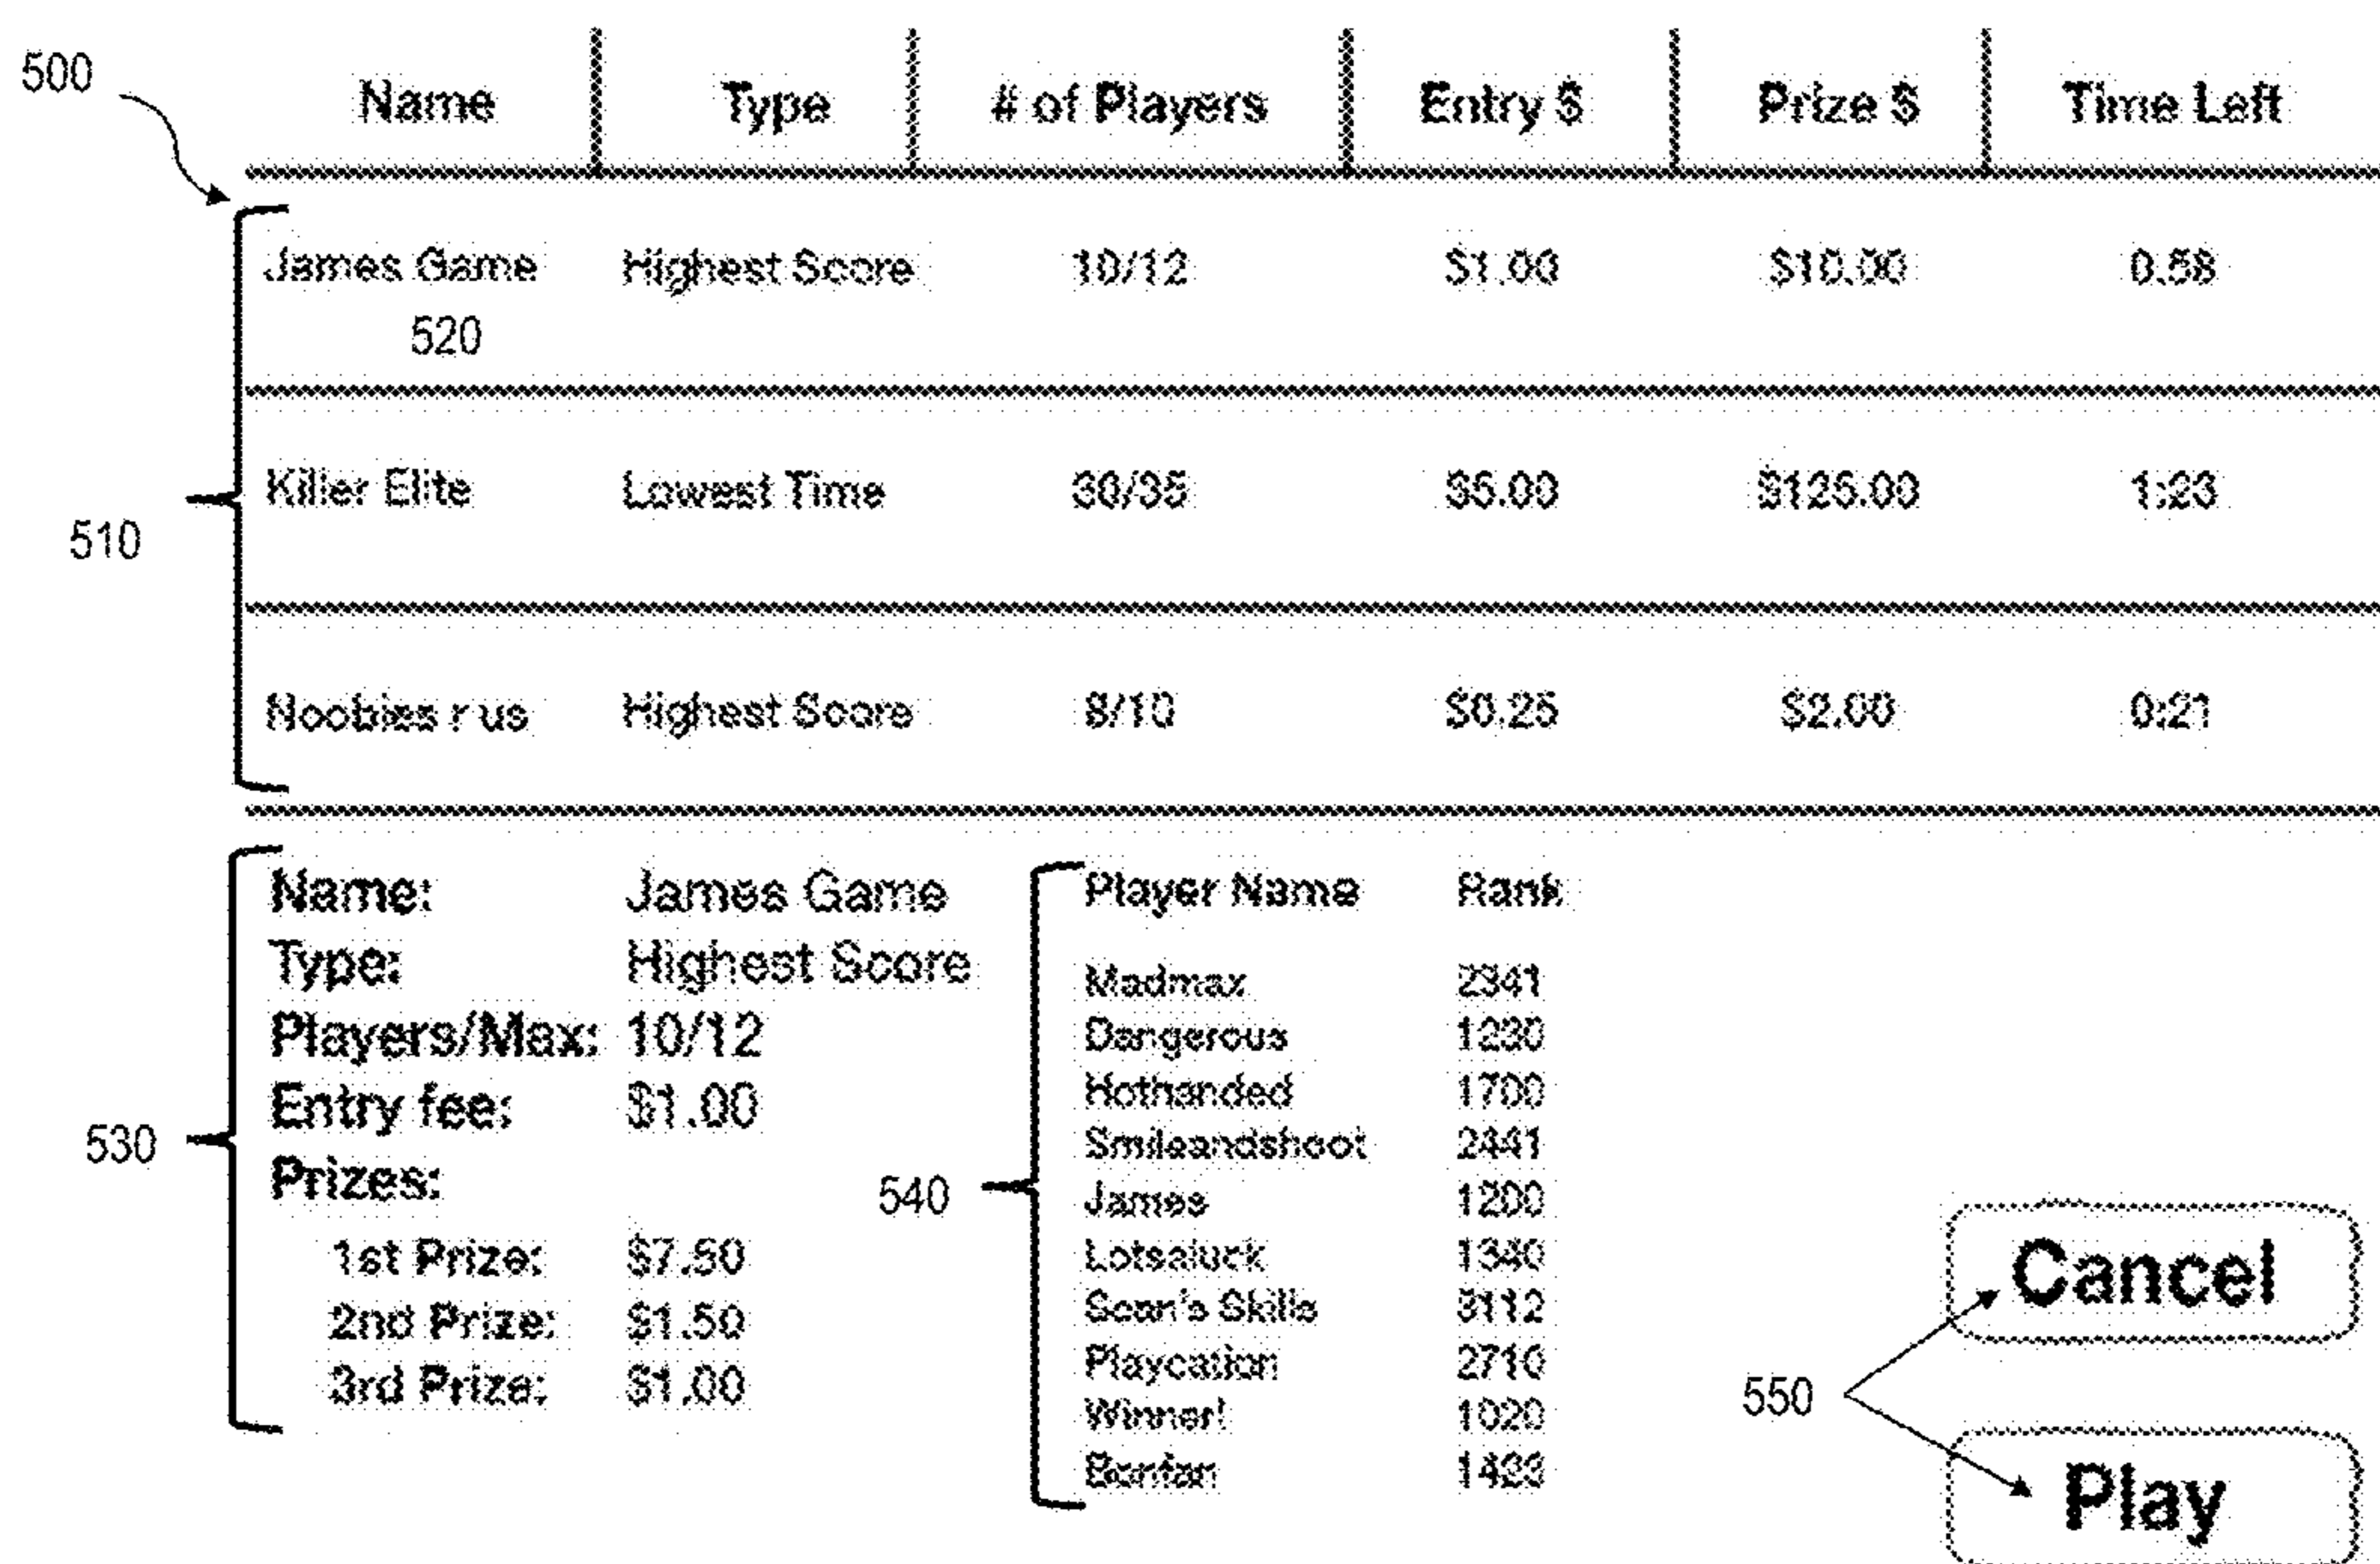 500
Name Type # of Players Entry $ Prize $ Time Left
James Game Highest Score 10/12 $1.00 $10.00 0:58
520
Killer Elite Lowest Time 30/35 $5.00 $125.00 1:23
510
Noobies r us Highest Score 8/10 $0.25 $2.00 0:21
530
Name: James Game
Type: Highest Score
Players/Max: 10/12
Entry fee: $1.00
Prizes:
1st Prize: $7.50
2nd Prize: $1.50
3rd Prize: $1.00
540
Player Name Rank
Madmax 2341
Dangerous 1230
Hothanded 1700
Smileandshoot 2441
James 1200
Lotsaluck 1340
Sean's Skills 3112
Playcation 2710
Winner! 1020
1423
550
Cancel
Play